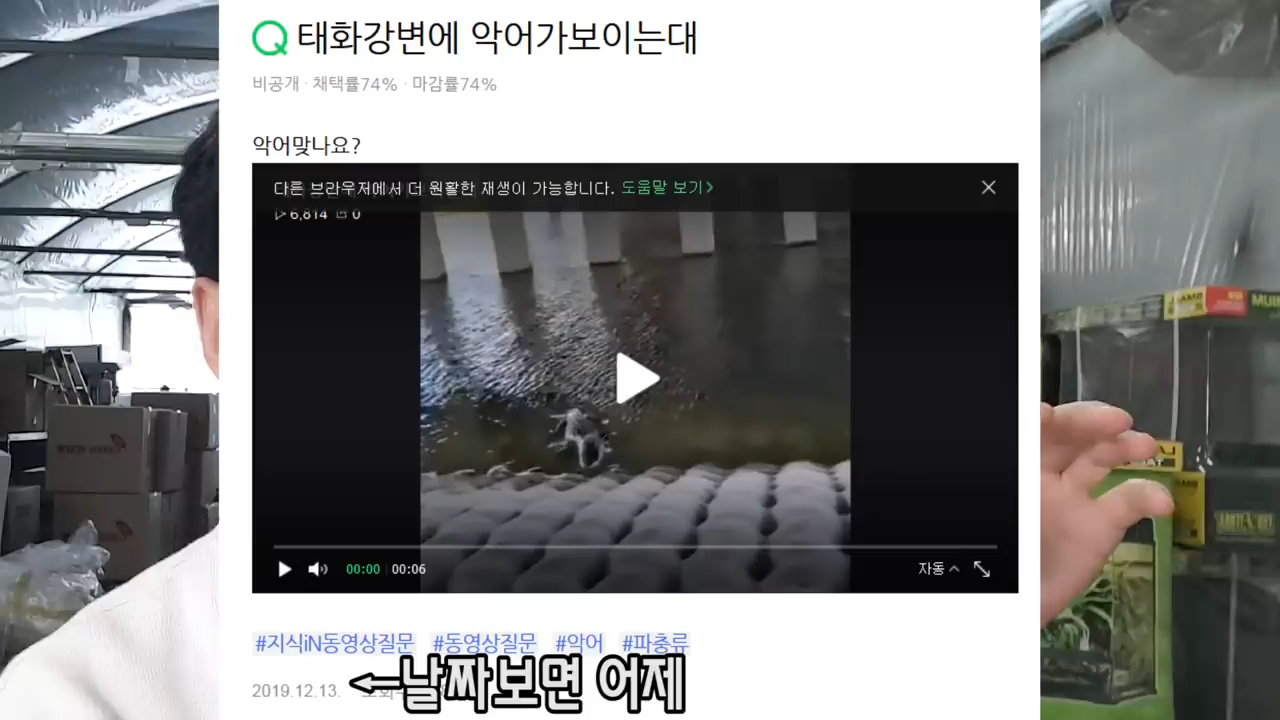 태화강변에 악어가보이는대
비공개 · 채택률74% · 마감률74%
악어맞나요?
다른 브라우저에서 더 원활한 재생이 가능합니다. 도움말 보기
6,814 0
00:00 00:06
자동
#지식iN동영상질문 #동영상질문 #악어 #파충류
2019.12.13. ←날짜보면 어제